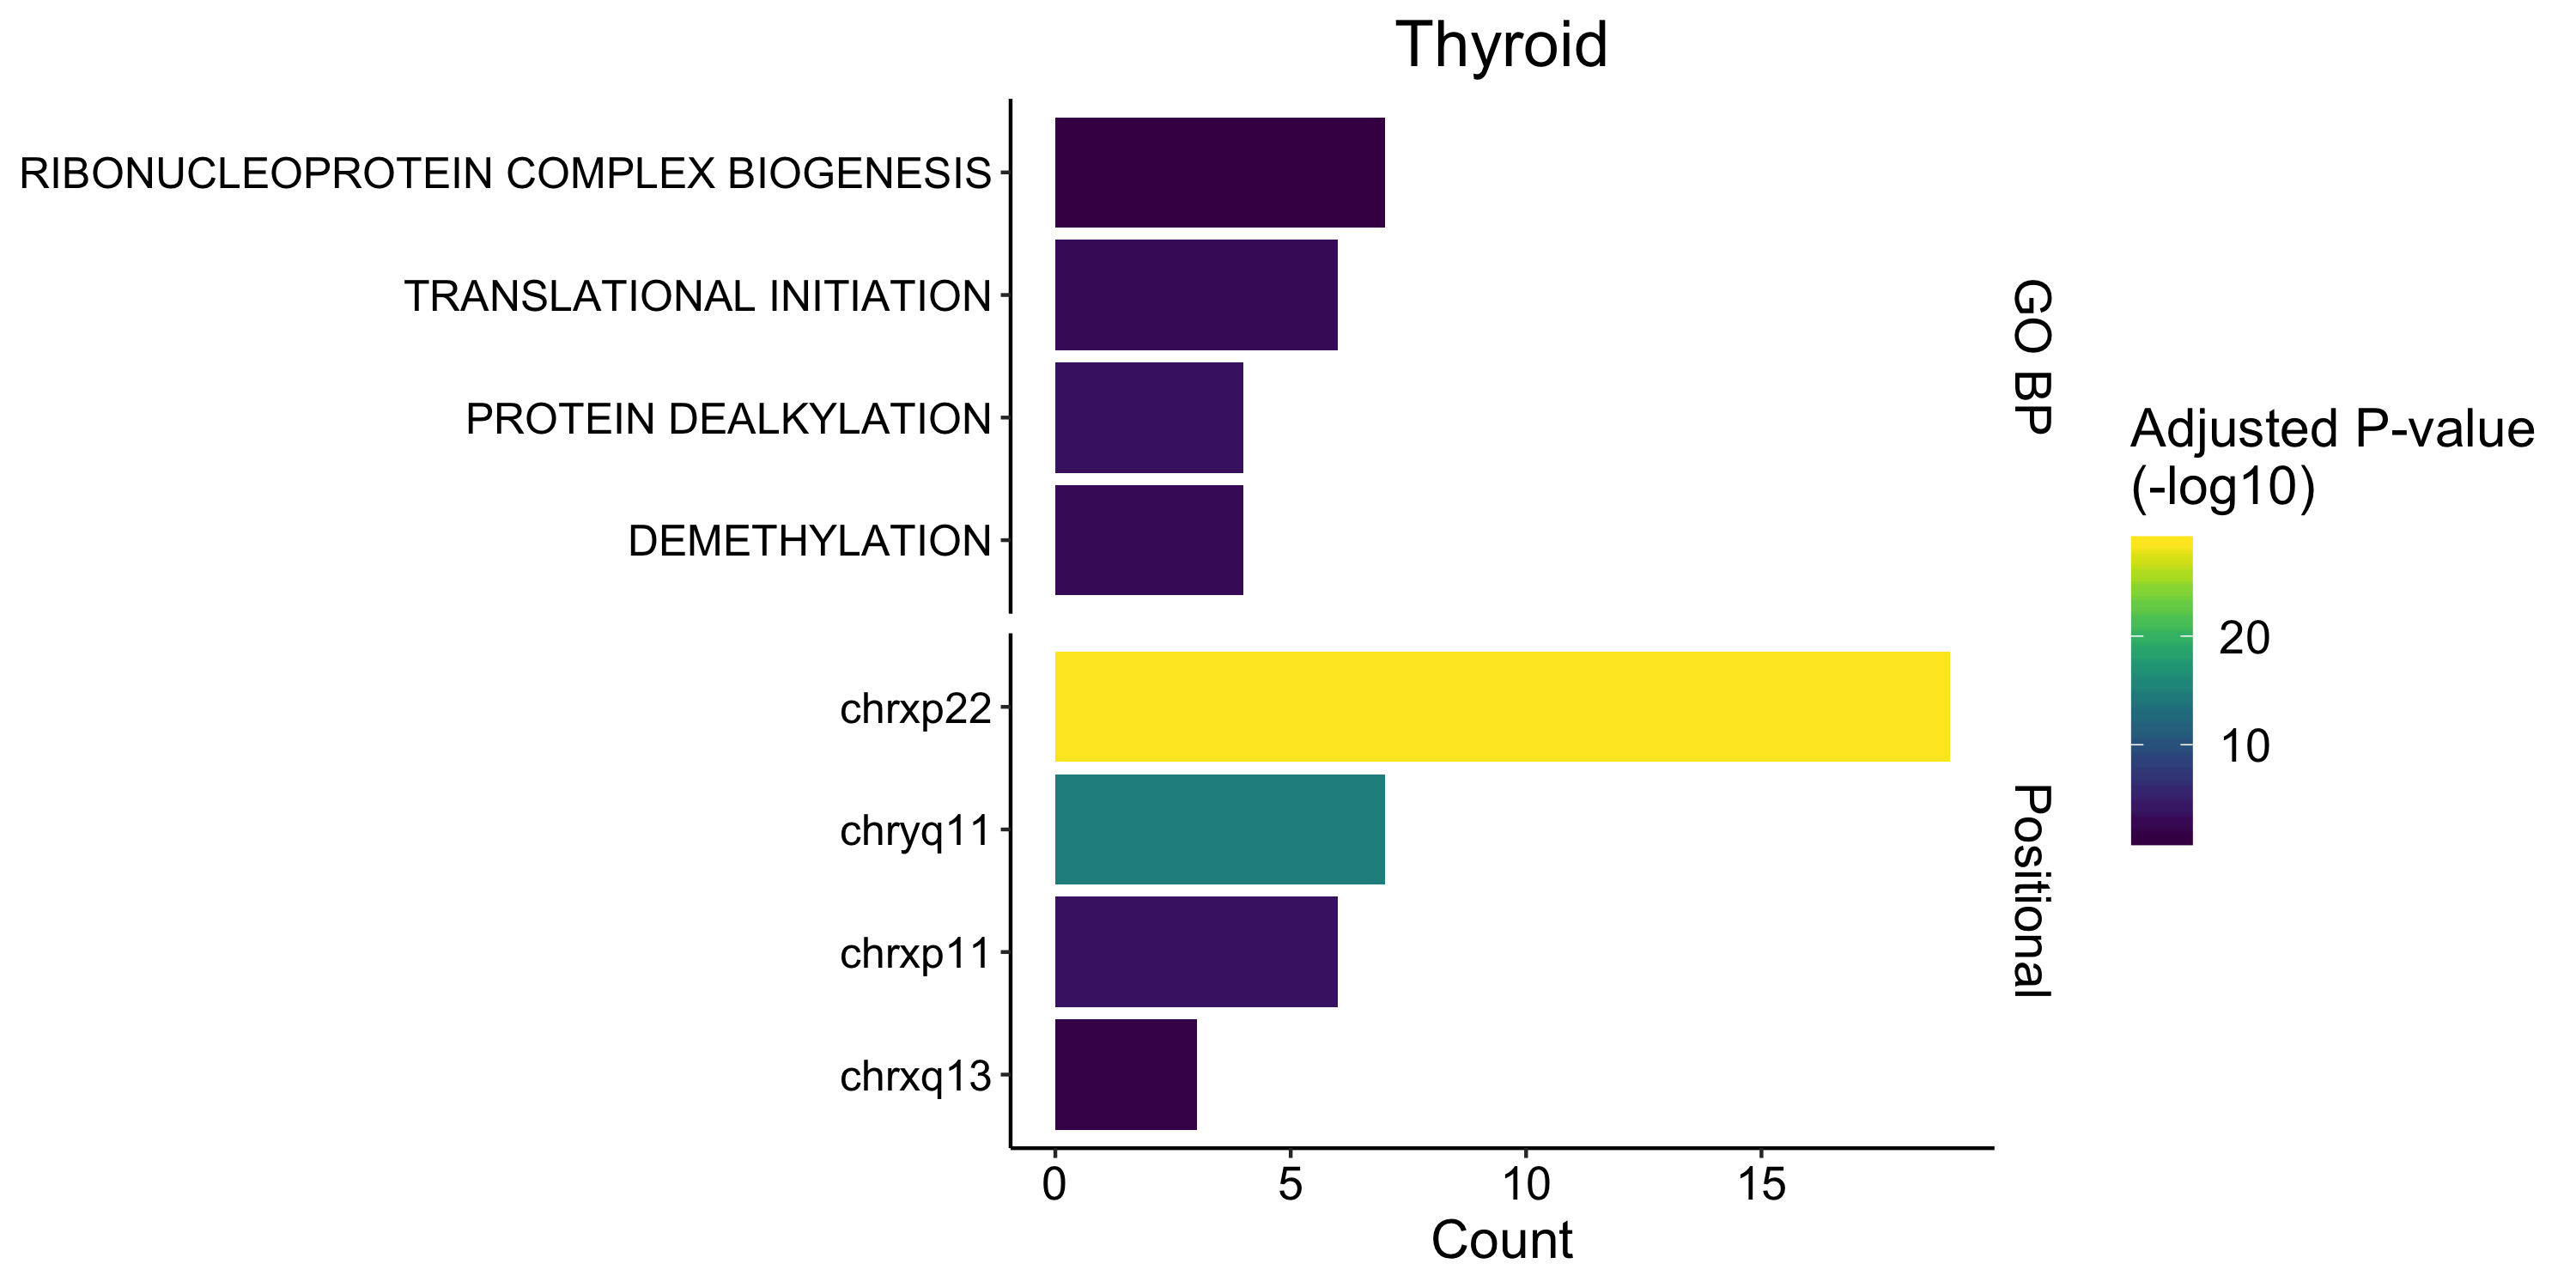 Thyroid
RIBONUCLEOPROTEIN COMPLEX BIOGENESIS
TRANSLATIONAL INITIATION
PROTEIN DEALKYLATION
DEMETHYLATION
GO BP
chrxp22
chryq11
chrxp11
chrxq13
Positional
0 5 10 15
Count
Adjusted P-value
(-log10)
20
10